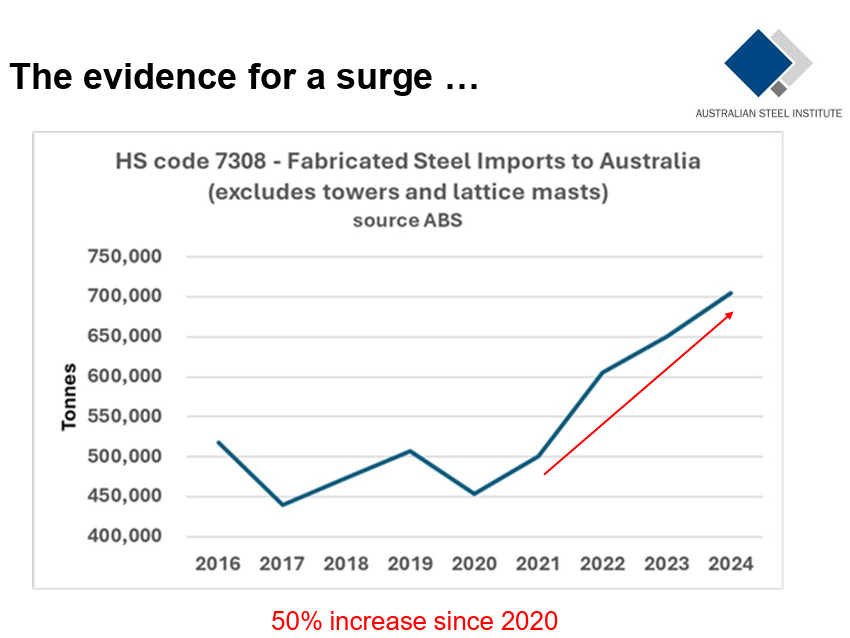 The evidence for a surge …
AUSTRALIAN STEEL INSTITUTE
HS code 7308 - Fabricated Steel Imports to Australia
(excludes towers and lattice masts)
source ABS
750,000
700,000
650,000
600,000
550,000
500,000
450,000
400,000
Tonnes
2016 2017 2018 2019 2020 2021 2022 2023 2024
50% increase since 2020